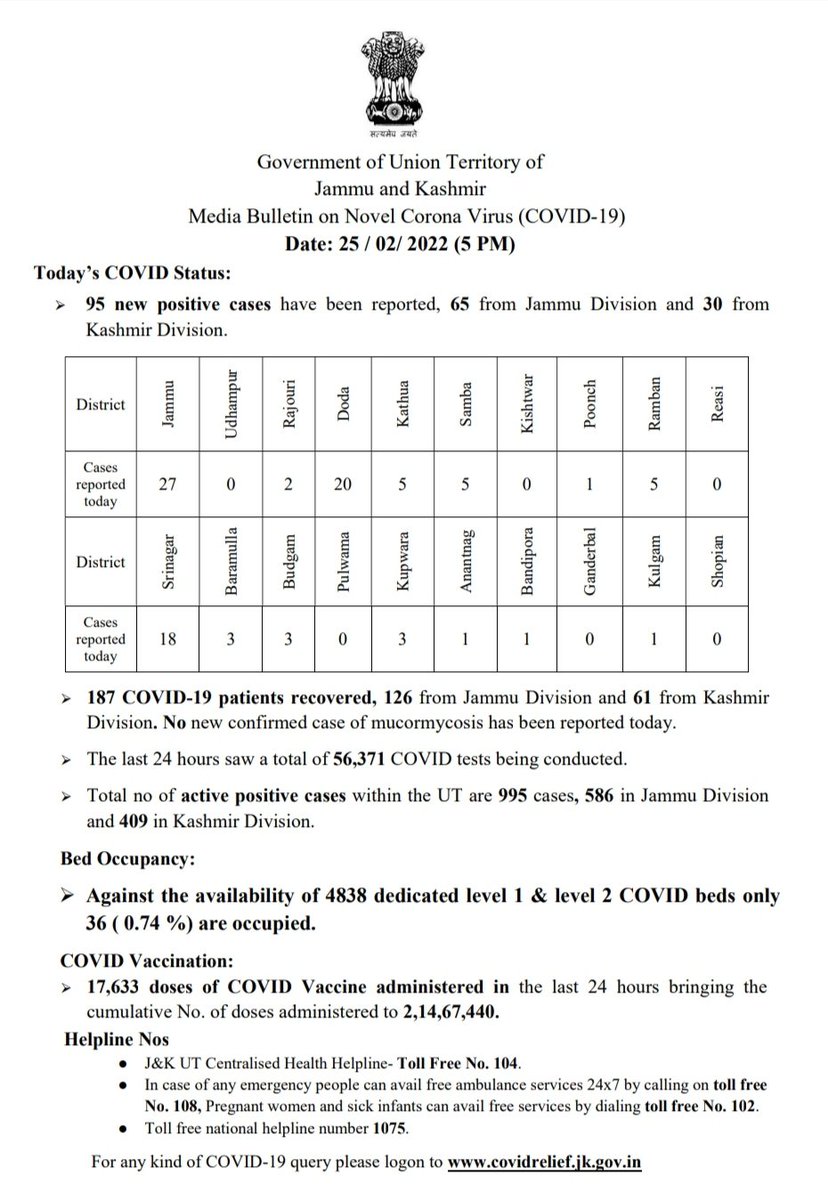 सत्यमेव जयते
Government of Union Territory of
Jammu and Kashmir
Media Bulletin on Novel Corona Virus (COVID-19)
Date: 25 / 02/ 2022 (5 PM)
Today's COVID Status:
➢ 95 new positive cases have been reported, 65 from Jammu Division and 30 from
Kashmir Division.
District Jammu Udhampur Rajouri Doda Kathua Samba Kishtwar Poonch Ramban Reasi
Cases reported today 27 0 2 20 5 5 0 1 5 0
District Srinagar Baramulla Budgam Pulwama Kupwara Anantnag Bandipora Ganderbal Kulgam Shopian
Cases reported today 18 3 3 0 3 1 1 0 1 0
➢ 187 COVID-19 patients recovered, 126 from Jammu Division and 61 from Kashmir
Division. No new confirmed case of mucormycosis has been reported today.
➢ The last 24 hours saw a total of 56,371 COVID tests being conducted.
➢ Total no of active positive cases within the UT are 995 cases, 586 in Jammu Division
and 409 in Kashmir Division.
Bed Occupancy:
➢ Against the availability of 4838 dedicated level 1 & level 2 COVID beds only
36 ( 0.74 %) are occupied.
COVID Vaccination:
➢ 17,633 doses of COVID Vaccine administered in the last 24 hours bringing the
cumulative No. of doses administered to 2,14,67,440.
Helpline Nos
● J&K UT Centralised Health Helpline- Toll Free No. 104.
● In case of any emergency people can avail free ambulance services 24x7 by calling on toll free
No. 108, Pregnant women and sick infants can avail free services by dialing toll free No. 102.
● Toll free national helpline number 1075.
For any kind of COVID-19 query please logon to www.covidrelief.jk.gov.in